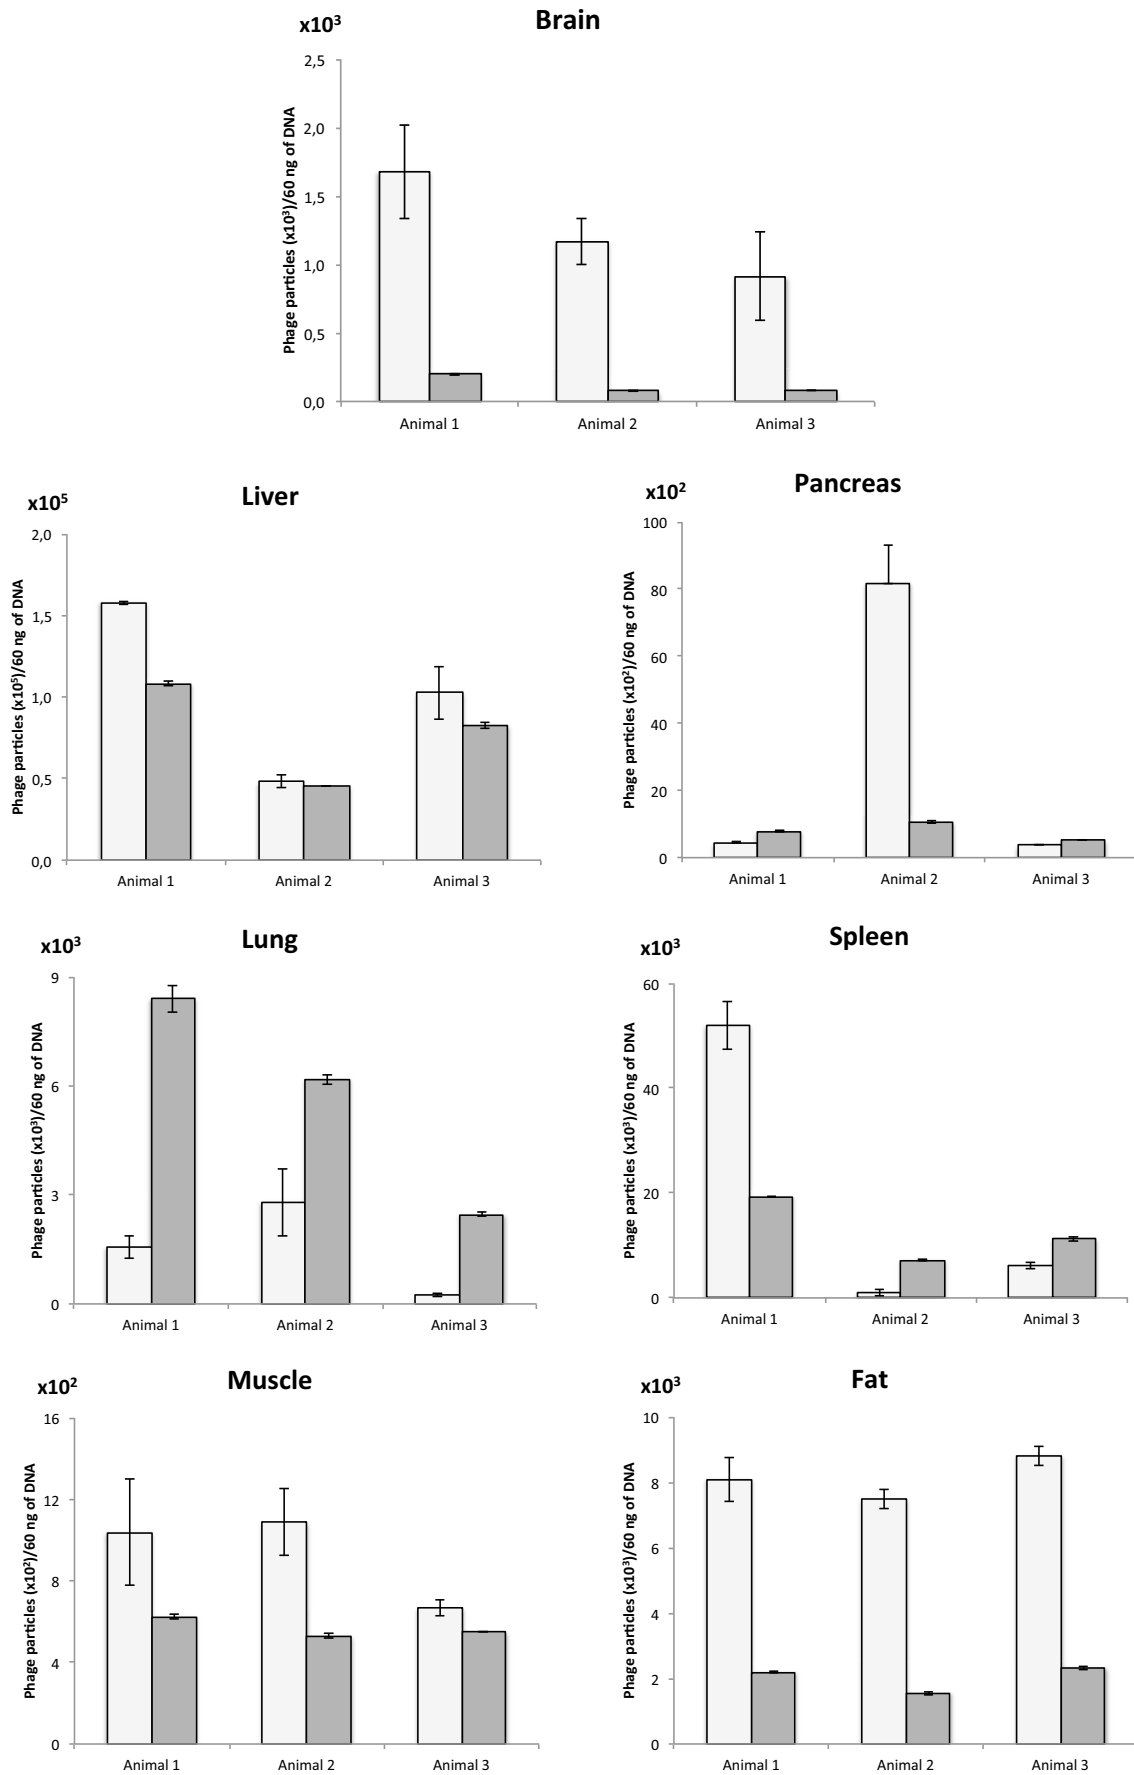 Brain
x10³
Phage particles (x10³)/60 ng of DNA
2,5
2,0
1,5
1,0
0,5
0,0
Animal 1 Animal 2 Animal 3
Liver
x10⁵
Phage particles (x10⁵)/60 ng of DNA
2,0
1,5
1,0
0,5
0,0
Animal 1 Animal 2 Animal 3
Pancreas
x10²
Phage particles (x10²)/60 ng of DNA
100
80
60
40
20
0
Animal 1 Animal 2 Animal 3
Lung
x10³
Phage particles (x10³)/60 ng of DNA
9
6
3
0
Animal 1 Animal 2 Animal 3
Spleen
x10³
Phage particles (x10³)/60 ng of DNA
60
40
20
0
Animal 1 Animal 2 Animal 3
Muscle
x10²
Phage particles (x10²)/60 ng of DNA
16
12
8
4
0
Animal 1 Animal 2 Animal 3
Fat
x10³
Phage particles (x10³)/60 ng of DNA
10
8
6
4
2
0
Animal 1 Animal 2 Animal 3